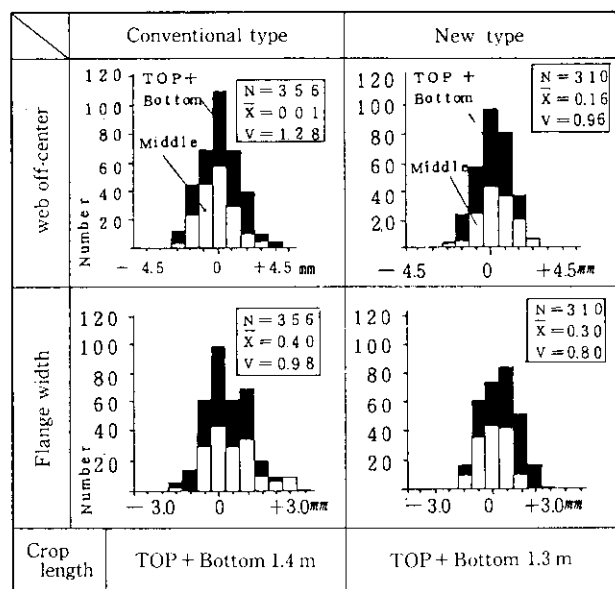 Conventional type
New type
web off-center
Number
120
100
80
60
40
20
TOP+
Bottom
Middle
N=356
X̄=001
V=128
- 4.5 0 +4.5 mm
120
100
80
60
40
20
TOP +
Bottom
Middle
N=310
X̄=0.16
V=0.96
- 4.5 0 +4.5mm
Flange width
Number
120
100
80
60
40
20
N=356
X̄=0.40
V=0.98
- 3.0 0 +3.0mm
120
100
80
60
40
20
N=310
X̄=0.30
V=0.80
- 3.0 0 +3.0mm
Crop
length
TOP + Bottom 1.4 m
TOP + Bottom 1.3 m